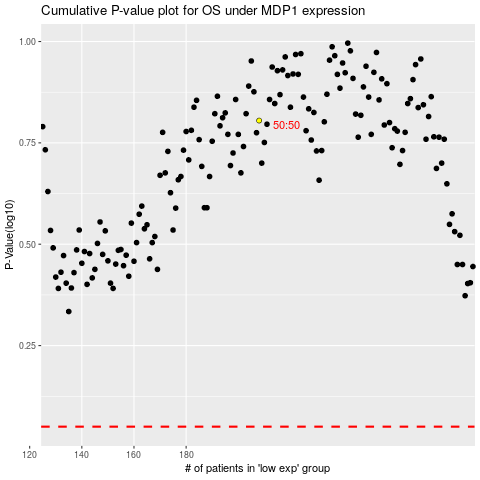 Cumulative P-value plot for OS under MDP1 expression
P-Value(log10)
1.00
0.75
0.50
0.25
50:50
120 140 160 180
# of patients in 'low exp' group